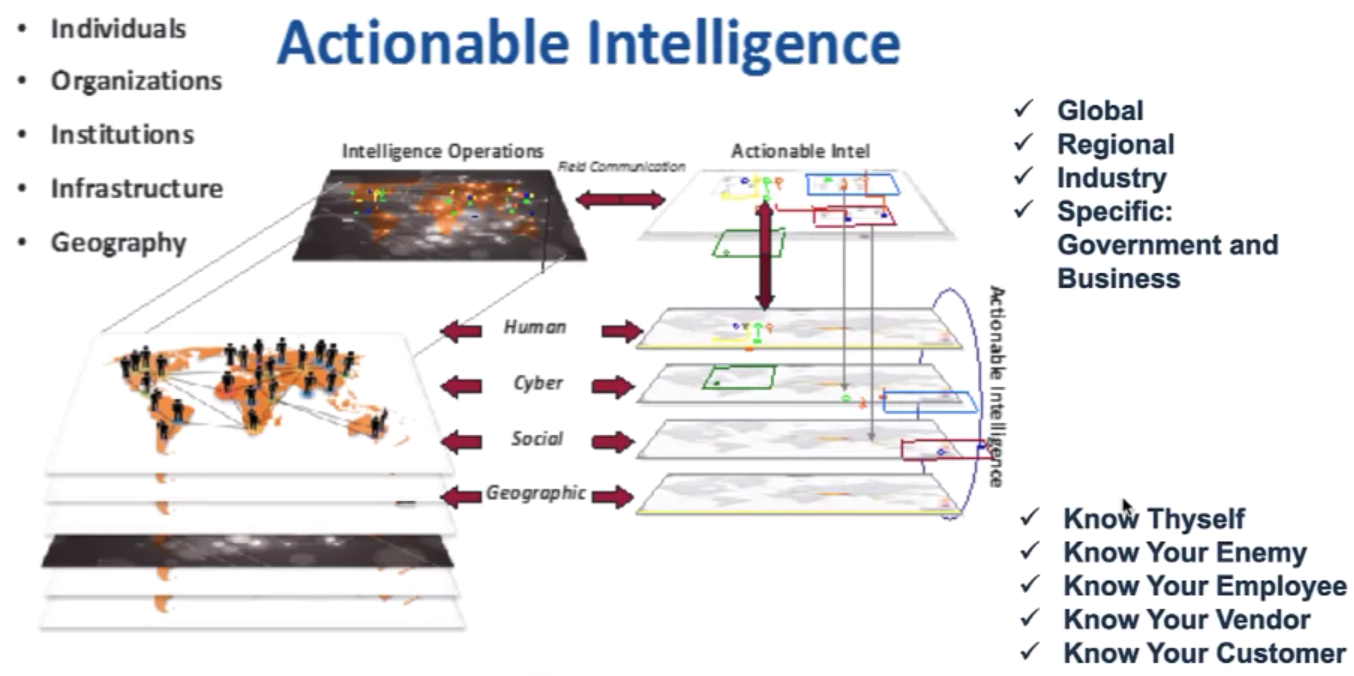 Actionable Intelligence
• Individuals
• Organizations
• Institutions
• Infrastructure
• Geography
Intelligence Operations
Field Communication
Actionable Intel
Human
Cyber
Social
Geographic
Actionable Intelligence
✓ Global
✓ Regional
✓ Industry
✓ Specific:
Government and
Business
✓ Know Thyself
✓ Know Your Enemy
✓ Know Your Employee
✓ Know Your Vendor
✓ Know Your Customer